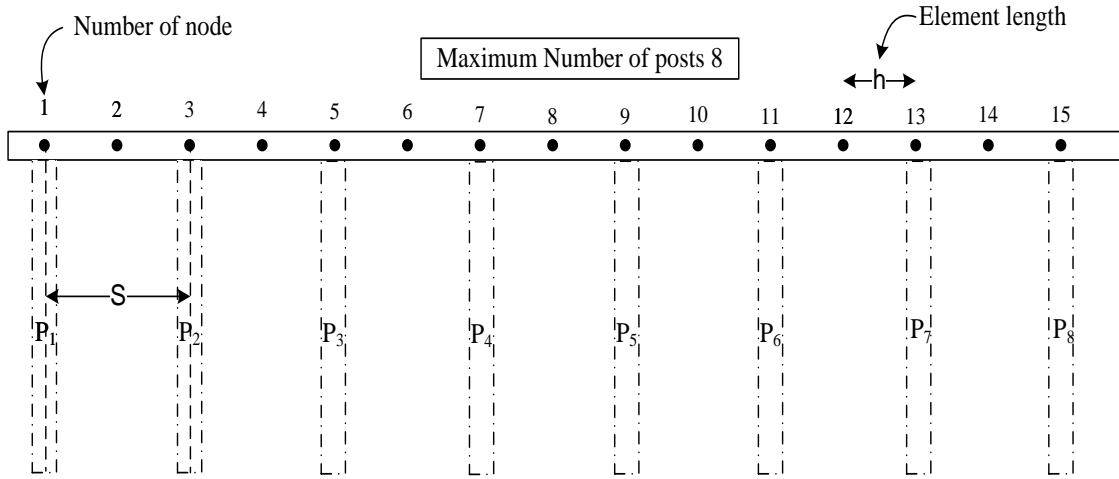 Number of node
Element length
Maximum Number of posts 8
h
1 2 3 4 5 6 7 8 9 10 11 12 13 14 15
S
P1 P2 P3 P4 P5 P6 P7 P8